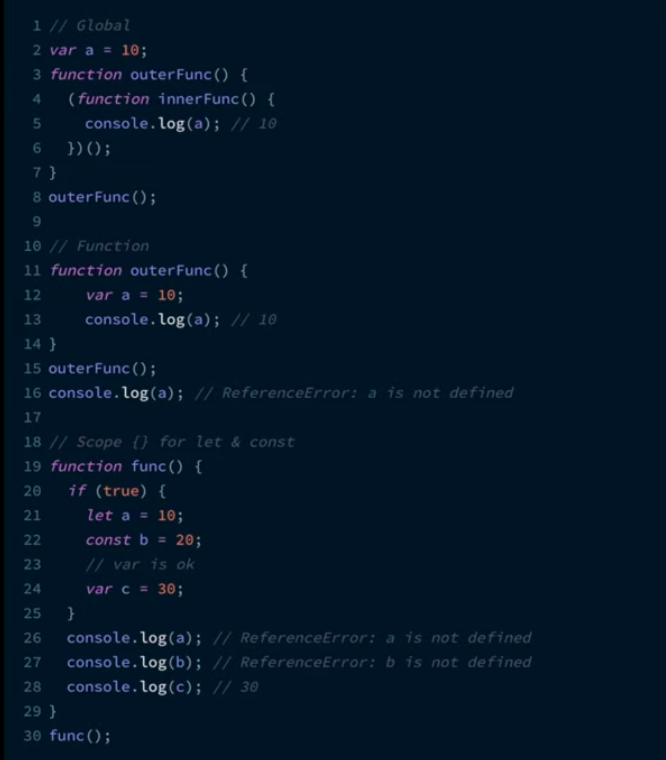 1 // Global
2 var a = 10;
3 function outerFunc() {
4   (function innerFunc() {
5     console.log(a); // 10
6   })();
7 }
8 outerFunc();
9
10 // Function
11 function outerFunc() {
12     var a = 10;
13     console.log(a); // 10
14 }
15 outerFunc();
16 console.log(a); // ReferenceError: a is not defined
17
18 // Scope {} for let & const
19 function func() {
20   if (true) {
21     let a = 10;
22     const b = 20;
23     // var is ok
24     var c = 30;
25   }
26   console.log(a); // ReferenceError: a is not defined
27   console.log(b); // ReferenceError: b is not defined
28   console.log(c); // 30
29 }
30 func();